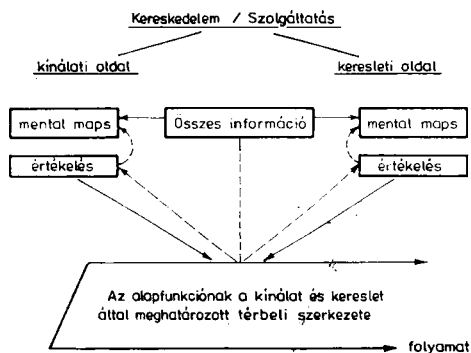 Kereskedelem / Szolgáltatás
kínálati oldal
keresleti oldal
mental maps
Összes információ
mental maps
értékelés
értékelés
Az alapfunkciónak a kínálat és kereslet
által meghatározott térbeli szerkezete
folyamat